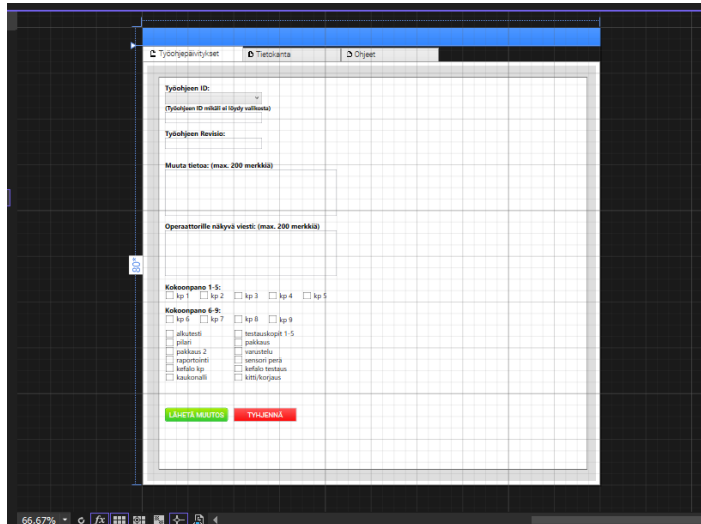 Työohjepäivitykset
Tietokanta
Ohjeet
Työohjeen ID:
(Työohjeen ID mikäli ei löydy valikosta)
Työohjeen Revisio:
Muuta tietoa: (max. 200 merkkiä)
Operaattorille näkyvä viesti: (max. 200 merkkiä)
80*
Kokoonpano 1-5:
kp 1 kp 2 kp 3 kp 4 kp 5
Kokoonpano 6-9:
kp 6 kp 7 kp 8 kp 9
alkutesti testauskopit 1-5
pilari pakkaus
pakkaus 2 varustelu
raportointi sensori perä
kefalo kp kefalo testaus
kaukonalli kitti/korjaus
LÄHETÄ MUUTOS TYHJENNÄ
66,67% fx